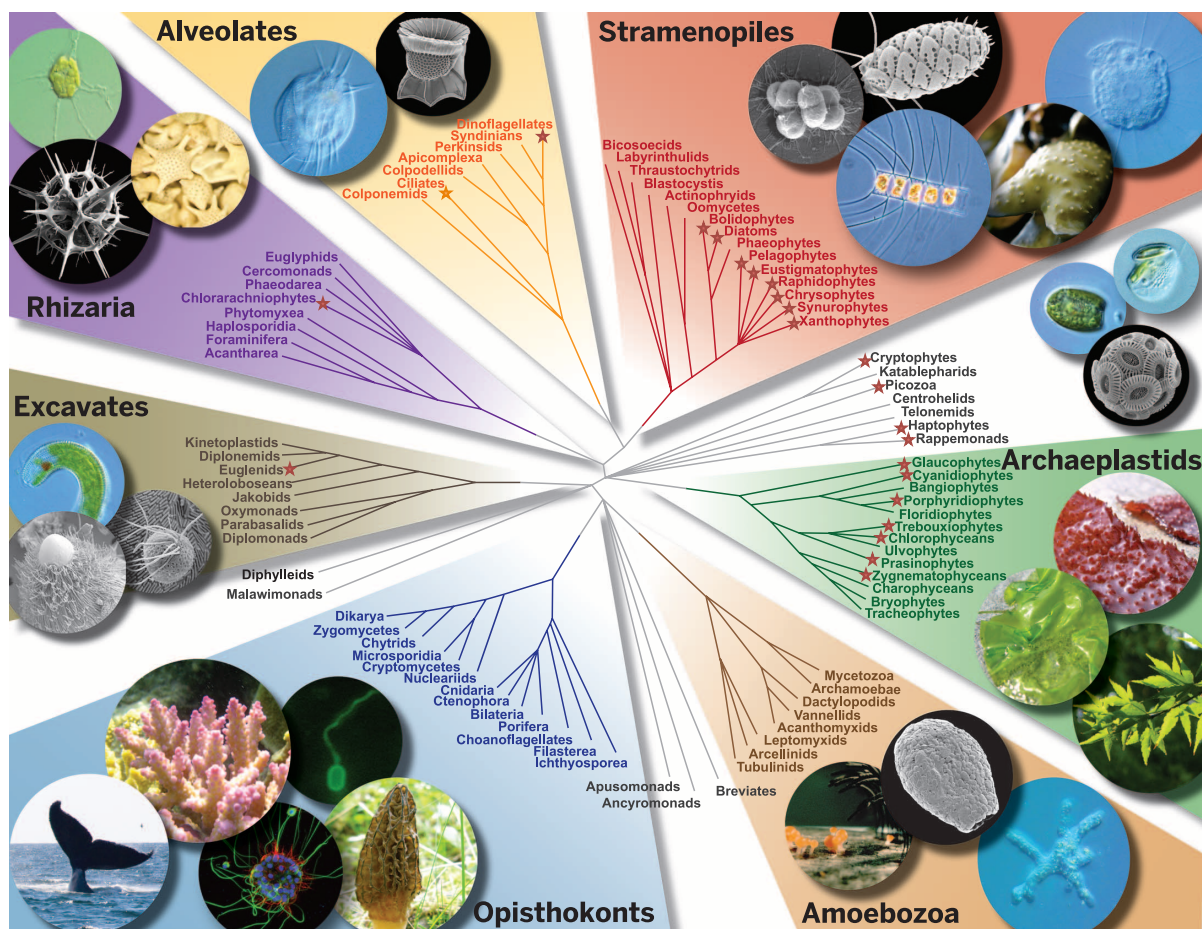 Alveolates
Stramenopiles
Dinoflagellates
Syndinians
Perkinsids
Apicomplexa
Colpodellids
Ciliates
Colponemids
Bicosoecids
Labyrinthulids
Thraustochytrids
Blastocystis
Actinophryids
Oomycetes
Bolidophytes
Diatoms
Phaeophytes
Pelagophytes
Eustigmatophytes
Raphidophytes
Chrysophytes
Synurophytes
Xanthophytes
Rhizaria
Euglyphids
Cercomonads
Phaeodarea
Chlorarachniophytes
Phytomyxea
Haplosporidia
Foraminifera
Acantharea
Cryptophytes
Katablepharids
Picozoa
Centrohelids
Telonemids
Haptophytes
Rappemonads
Excavates
Kinetoplastids
Diplonemids
Euglenids
Heteroloboseans
Jakobids
Oxymonads
Parabasalids
Diplomonads
Archaeplastids
Glaucophytes
Cyanidiophytes
Bangiophytes
Porphyridiophytes
Floridiophytes
Trebouxiophytes
Chlorophyceans
Ulvophytes
Prasinophytes
Zygnematophyceans
Charophyceans
Bryophytes
Tracheophytes
Diphylleids
Malawimonads
Dikarya
Zygomycetes
Chytrids
Microsporidia
Cryptomycetes
Nucleariids
Cnidaria
Ctenophora
Bilateria
Porifera
Choanoflagellates
Filasterea
Ichthyosporea
Apusomonads
Ancyromonads
Breviates
Mycetozoa
Archamoebae
Dactylopodids
Vannellids
Acanthomyxids
Leptomyxids
Arcellinids
Tubulinids
Opisthokonts
Amoebozoa